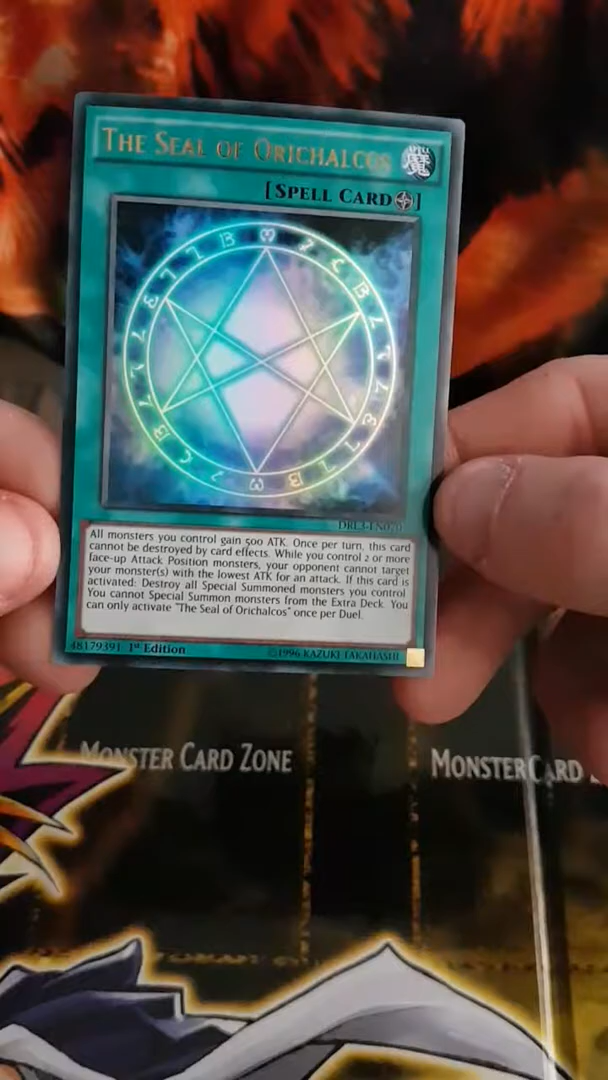 THE SEAL OF ORICHALCOS
SPELL
魔
[SPELL CARD]
DRL3-EN070
All monsters you control gain 500 ATK. Once per turn, this card
cannot be destroyed by card effects. While you control 2 or more
face-up Attack Position monsters, your opponent cannot target
your monster(s) with the lowest ATK for an attack. If this card is
activated: Destroy all Special Summoned monsters you control.
You cannot Special Summon monsters from the Extra Deck. You
can only activate "The Seal of Orichalcos" once per Duel.
48179391 1st Edition ©1996 KAZUKI TAKAHASHI
MONSTER CARD ZONE MONSTER CARD